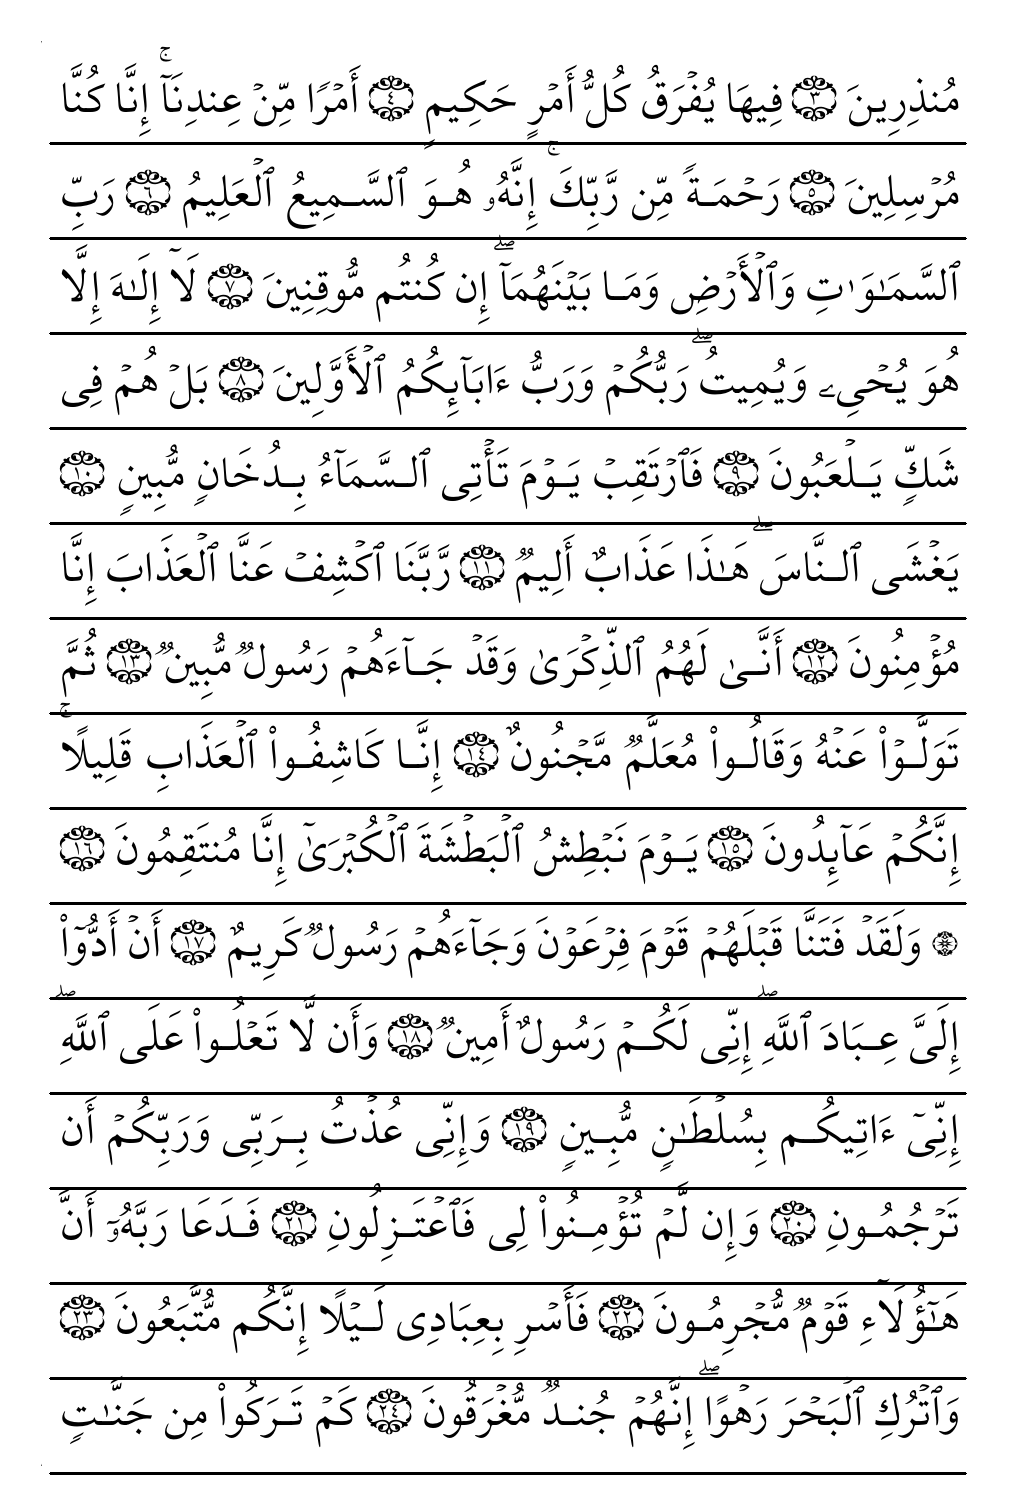 مُنذِرِينَ ٣ فِيهَا يُفْرَقُ كُلُّ أَمْرٍ حَكِيمٍ ٤ أَمْرًا مِّنْ عِندِنَآ ۚ إِنَّا كُنَّا
مُرْسِلِينَ ٥ رَحْمَةً مِّن رَّبِّكَ ۚ إِنَّهُۥ هُوَ ٱلسَّمِيعُ ٱلْعَلِيمُ ٦ رَبِّ
ٱلسَّمَٰوَٰتِ وَٱلْأَرْضِ وَمَا بَيْنَهُمَآ ۖ إِن كُنتُم مُّوقِنِينَ ٧ لَآ إِلَٰهَ إِلَّا
هُوَ يُحْىِۦ وَيُمِيتُ ۖ رَبُّكُمْ وَرَبُّ ءَابَآئِكُمُ ٱلْأَوَّلِينَ ٨ بَلْ هُمْ فِى
شَكٍّ يَلْعَبُونَ ٩ فَٱرْتَقِبْ يَوْمَ تَأْتِى ٱلسَّمَآءُ بِدُخَانٍ مُّبِينٍ ١٠
يَغْشَى ٱلنَّاسَ ۖ هَٰذَا عَذَابٌ أَلِيمٌ ١١ رَّبَّنَا ٱكْشِفْ عَنَّا ٱلْعَذَابَ إِنَّا
مُؤْمِنُونَ ١٢ أَنَّىٰ لَهُمُ ٱلذِّكْرَىٰ وَقَدْ جَآءَهُمْ رَسُولٌ مُّبِينٌ ١٣ ثُمَّ
تَوَلَّوْا۟ عَنْهُ وَقَالُوا۟ مُعَلَّمٌ مَّجْنُونٌ ١٤ إِنَّا كَاشِفُوا۟ ٱلْعَذَابِ قَلِيلًا ۚ
إِنَّكُمْ عَآئِدُونَ ١٥ يَوْمَ نَبْطِشُ ٱلْبَطْشَةَ ٱلْكُبْرَىٰٓ إِنَّا مُنتَقِمُونَ ١٦
۞ وَلَقَدْ فَتَنَّا قَبْلَهُمْ قَوْمَ فِرْعَوْنَ وَجَآءَهُمْ رَسُولٌ كَرِيمٌ ١٧ أَنْ أَدُّوٓا۟
إِلَىَّ عِبَادَ ٱللَّهِ ۖ إِنِّى لَكُمْ رَسُولٌ أَمِينٌ ١٨ وَأَن لَّا تَعْلُوا۟ عَلَى ٱللَّهِ ۖ
إِنِّىٓ ءَاتِيكُم بِسُلْطَٰنٍ مُّبِينٍ ١٩ وَإِنِّى عُذْتُ بِرَبِّى وَرَبِّكُمْ أَن
تَرْجُمُونِ ٢٠ وَإِن لَّمْ تُؤْمِنُوا۟ لِى فَٱعْتَزِلُونِ ٢١ فَدَعَا رَبَّهُۥٓ أَنَّ
هَٰٓؤُلَآءِ قَوْمٌ مُّجْرِمُونَ ٢٢ فَأَسْرِ بِعِبَادِى لَيْلًا إِنَّكُم مُّتَّبَعُونَ ٢٣
وَٱتْرُكِ ٱلْبَحْرَ رَهْوًا ۖ إِنَّهُمْ جُندٌ مُّغْرَقُونَ ٢٤ كَمْ تَرَكُوا۟ مِن جَنَّٰتٍ